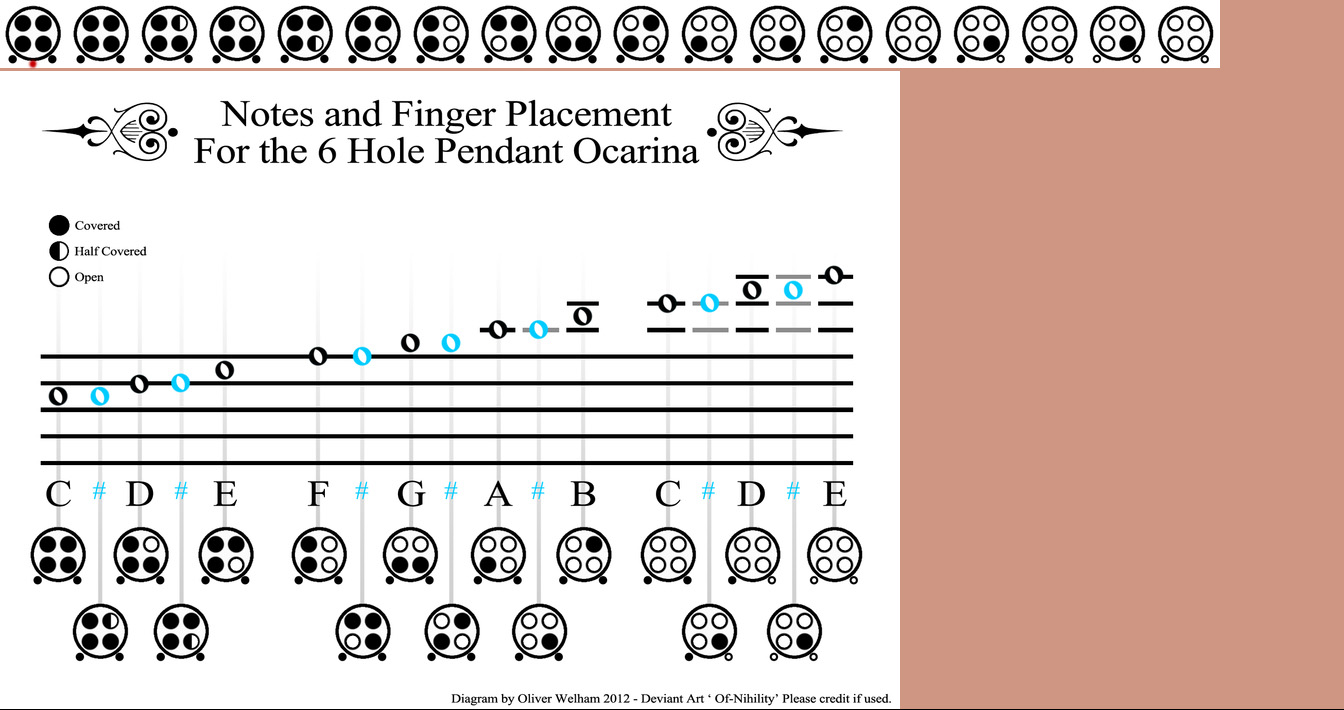 Notes and Finger Placement
For the 6 Hole Pendant Ocarina
Covered
Half Covered
Open
C # D # E F # G # A # B C # D # E
Diagram by Oliver Welham 2012 - Deviant Art ‘ Of-Nihility’ Please credit if used.